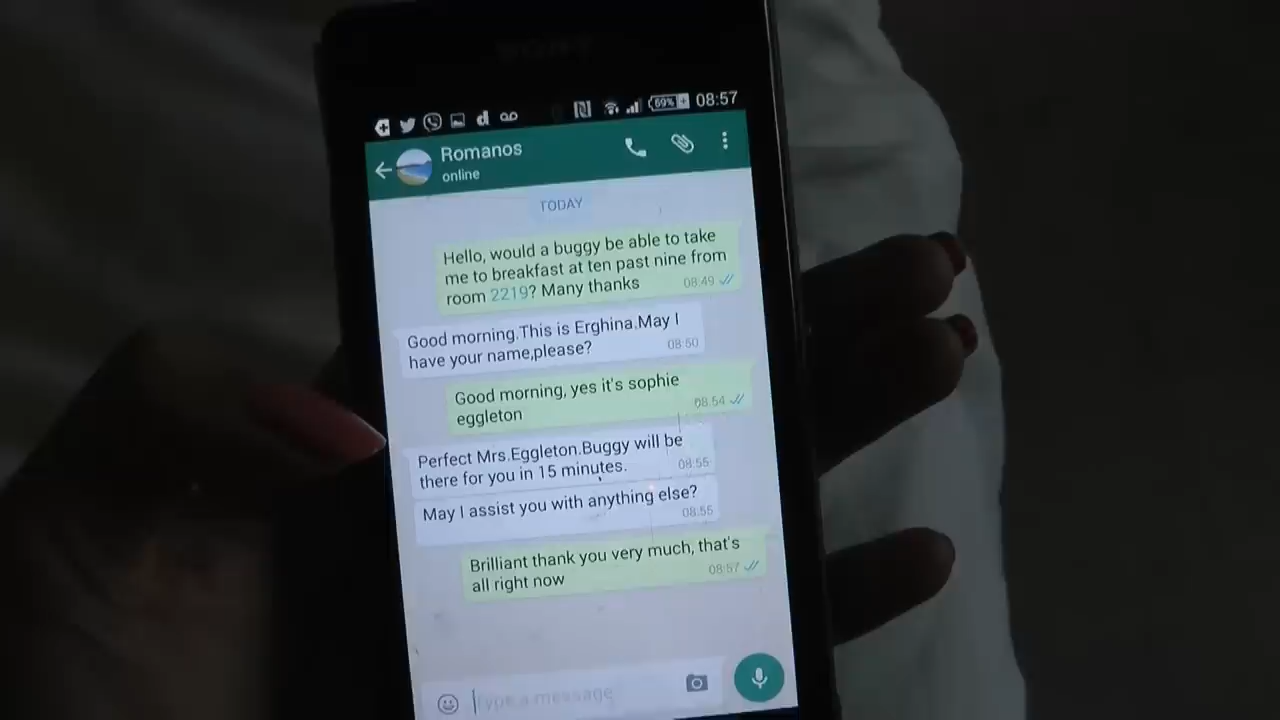 SONY
69%
08:57
Romanos
online
TODAY
Hello, would a buggy be able to take
me to breakfast at ten past nine from
room 2219? Many thanks
08:49
Good morning.This is Erghina.May I
have your name,please?
08:50
Good morning, yes it's sophie
eggleton
08:54
Perfect Mrs.Eggleton.Buggy will be
there for you in 15 minutes.
08:55
May I assist you with anything else?
08:55
Brilliant thank you very much, that's
all right now
08:57
Type a message